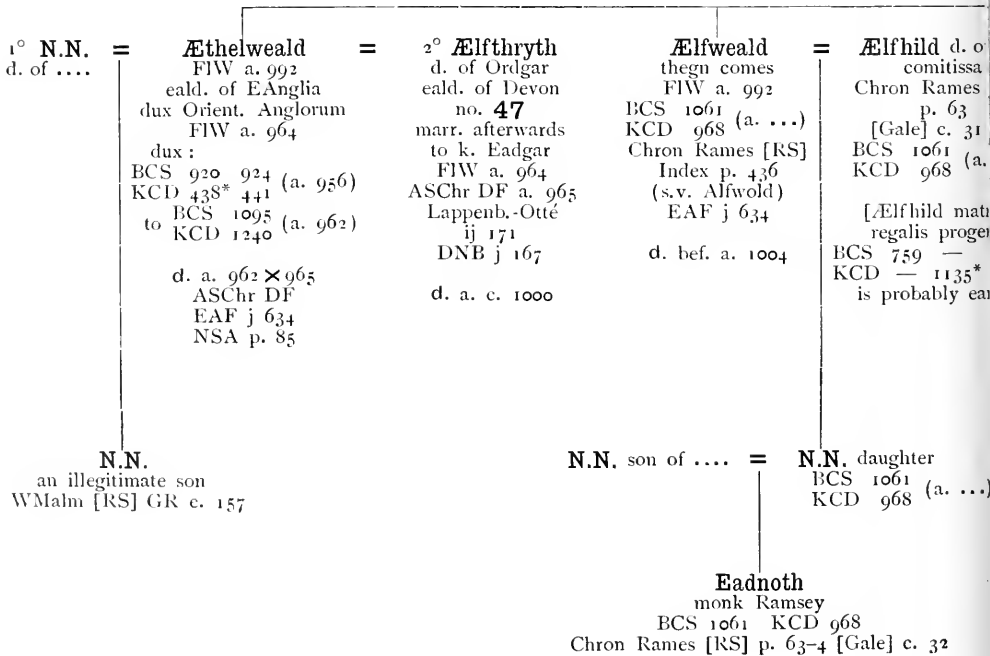 1° N.N. = Æthelweald = 2° Ælfthryth Ælfweald = Ælfhild d. o
d. of ....
FlW a. 992
eald. of EAnglia
dux Orient. Anglorum
FlW a. 964
dux :
BCS 920 924
KCD 438* 441 (a. 956)
to BCS 1095
KCD 1240 (a. 962)
d. a. 962 × 965
ASChr DF
EAF j 634
NSA p. 85
d. of Ordgar
eald. of Devon
no. 47
marr. afterwards
to k. Eadgar
FlW a. 964
ASChr DF a. 965
Lappenb.-Otté
ij 171
DNB j 167
d. a. c. 1000
thegn comes
FlW a. 992
BCS 1061
KCD 968 (a. ...)
Chron Rames [RS]
Index p. 436
(s.v. Alfwold)
EAF j 634
d. bef. a. 1004
comitissa
Chron Rames
p. 63
[Gale] c. 31
BCS 1061
KCD 968 (a.
[Ælfhild mat
regalis proge
BCS 759 —
KCD — 1135*
is probably ea
N.N.
an illegitimate son
WMalm [RS] GR c. 157
N.N. son of .... = N.N. daughter
BCS 1061
KCD 968 (a. ...)
Eadnoth
monk Ramsey
BCS 1061 KCD 968
Chron Rames [RS] p. 63-4 [Gale] c. 32